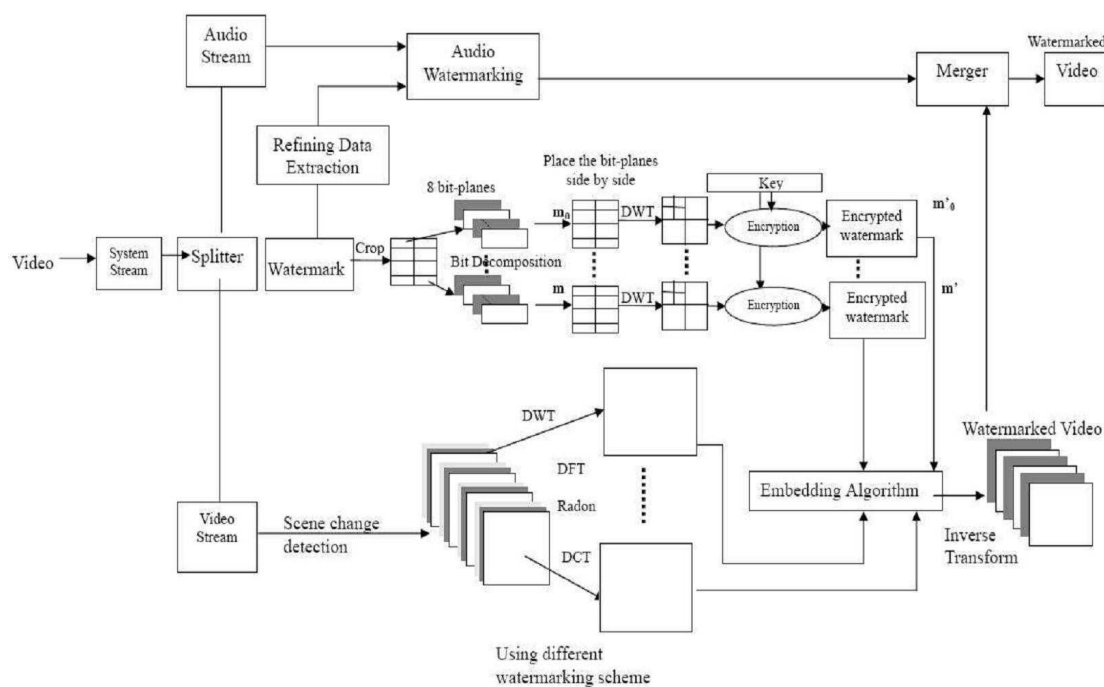 Audio
Stream
Audio
Watermarking
Merger
Watermarked
Video
Refining Data
Extraction
Place the bit-planes
side by side
8 bit-planes
Key
m₀
DWT
Encryption
Encrypted
watermark
m'₀
Video
System
Stream
Splitter
Watermark
Crop
Bit Decomposition
m
DWT
Encryption
Encrypted
watermark
m'
DWT
DFT
Radon
DCT
Watermarked Video
Embedding Algorithm
Inverse
Transform
Video
Stream
Scene change
detection
Using different
watermarking scheme